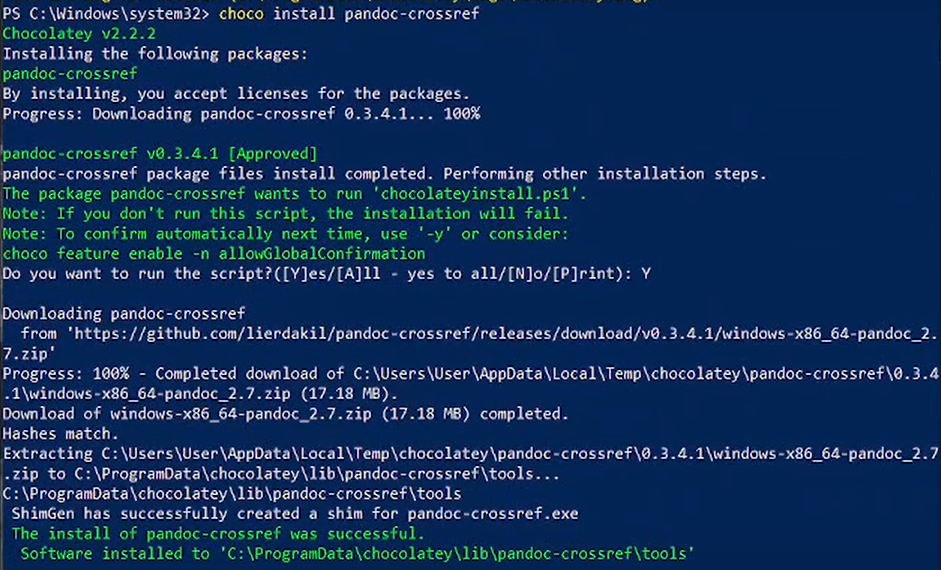 PS C:\Windows\system32> choco install pandoc-crossref
Chocolatey v2.2.2
Installing the following packages:
pandoc-crossref
By installing, you accept licenses for the packages.
Progress: Downloading pandoc-crossref 0.3.4.1... 100%
pandoc-crossref v0.3.4.1 [Approved]
pandoc-crossref package files install completed. Performing other installation steps.
The package pandoc-crossref wants to run 'chocolateyinstall.ps1'.
Note: If you don't run this script, the installation will fail.
Note: To confirm automatically next time, use '-y' or consider:
choco feature enable -n allowGlobalConfirmation
Do you want to run the script?([Y]es/[A]ll - yes to all/[N]o/[P]rint): Y
Downloading pandoc-crossref
from 'https://github.com/lierdakil/pandoc-crossref/releases/download/v0.3.4.1/windows-x86_64-pandoc_2.
7.zip'
Progress: 100% - Completed download of C:\Users\User\AppData\Local\Temp\chocolatey\pandoc-crossref\0.3.4
.1\windows-x86_64-pandoc_2.7.zip (17.18 MB).
Download of windows-x86_64-pandoc_2.7.zip (17.18 MB) completed.
Hashes match.
Extracting C:\Users\User\AppData\Local\Temp\chocolatey\pandoc-crossref\0.3.4.1\windows-x86_64-pandoc_2.7
.zip to C:\ProgramData\chocolatey\lib\pandoc-crossref\tools...
C:\ProgramData\chocolatey\lib\pandoc-crossref\tools
ShimGen has successfully created a shim for pandoc-crossref.exe
The install of pandoc-crossref was successful.
Software installed to 'C:\ProgramData\chocolatey\lib\pandoc-crossref\tools'